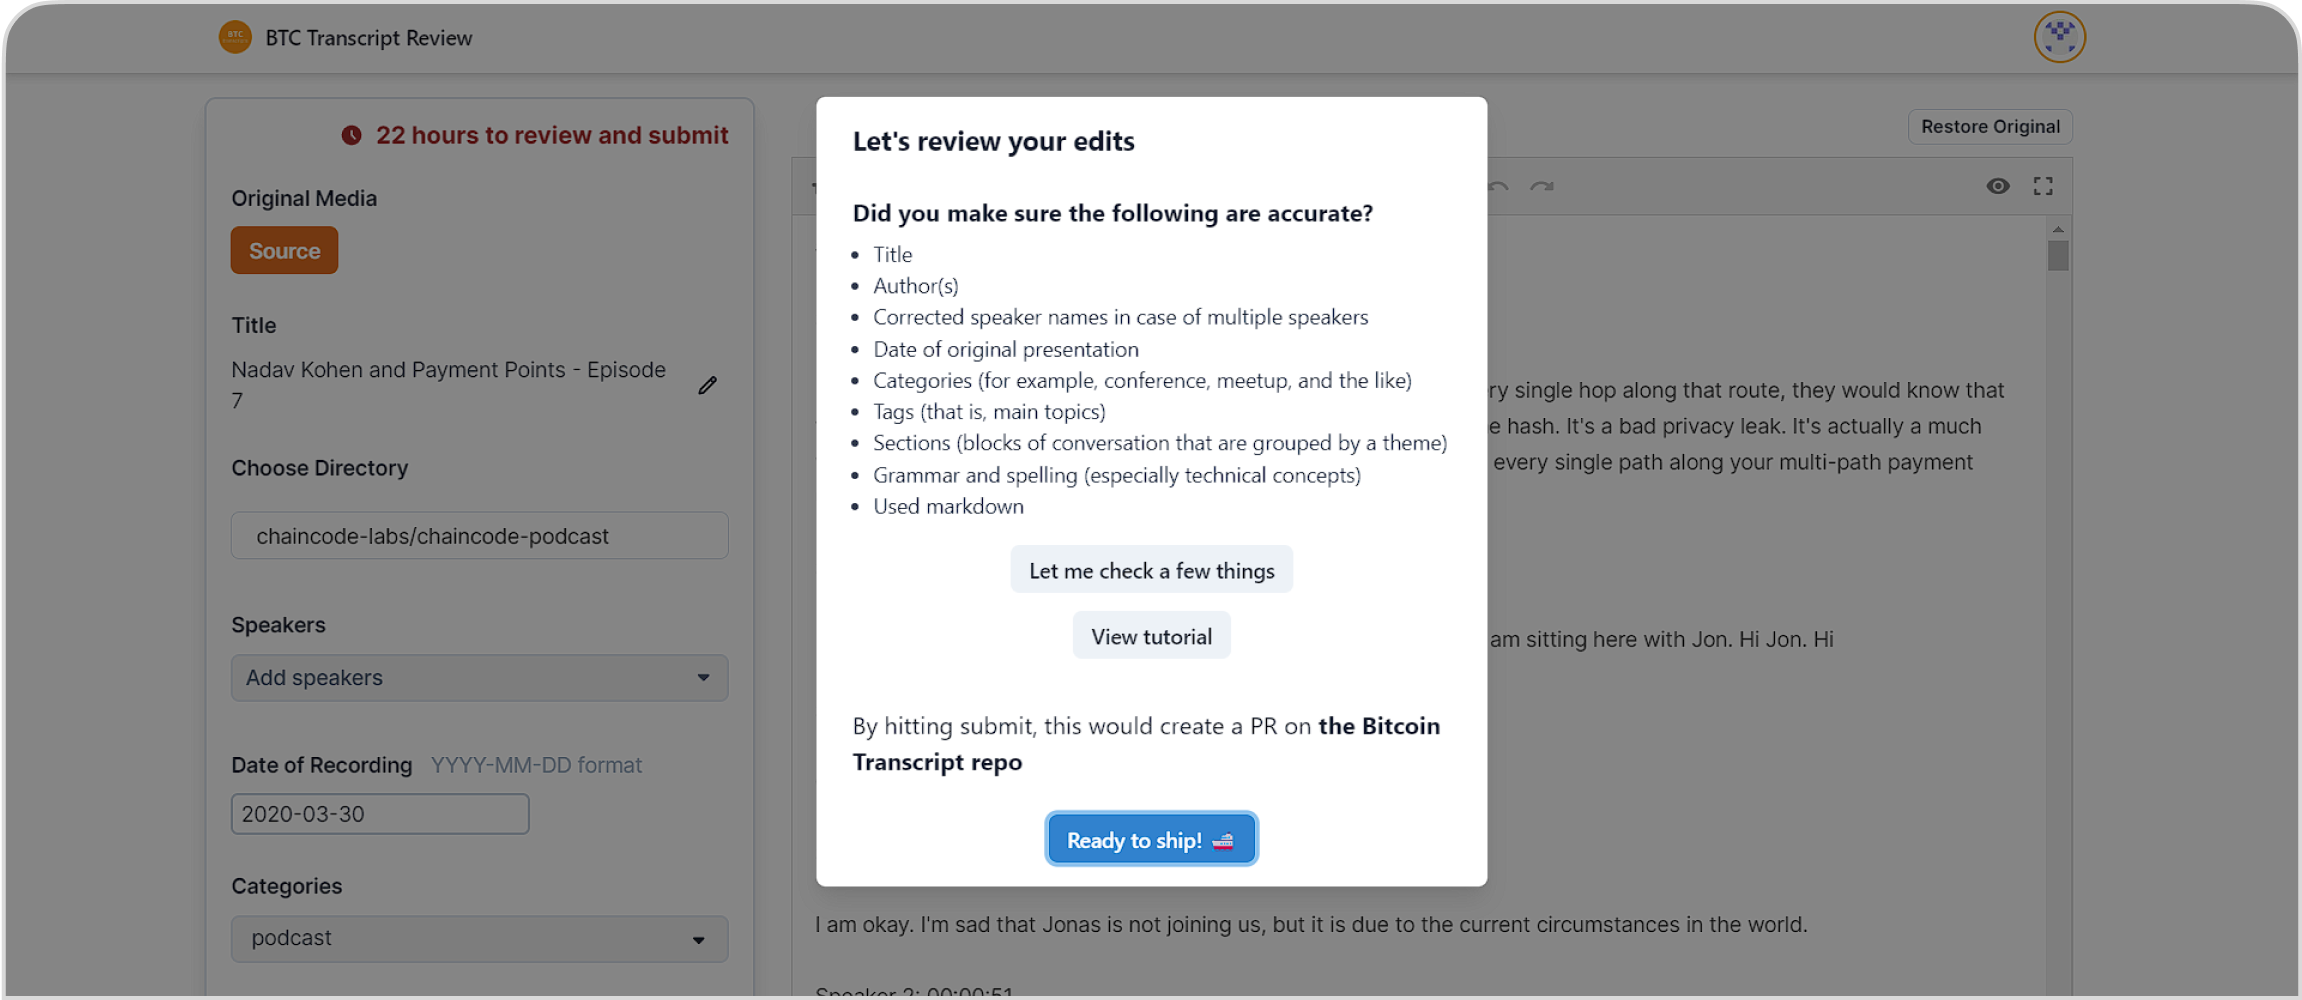 BTC
BTC Transcript Review
22 hours to review and submit
Original Media
Source
Title
Nadav Kohen and Payment Points - Episode
7
Choose Directory
chaincode-labs/chaincode-podcast
Speakers
Add speakers
Date of Recording YYYY-MM-DD format
2020-03-30
Categories
podcast
Let's review your edits
Did you make sure the following are accurate?
• Title
• Author(s)
• Corrected speaker names in case of multiple speakers
• Date of original presentation
• Categories (for example, conference, meetup, and the like)
• Tags (that is, main topics)
• Sections (blocks of conversation that are grouped by a theme)
• Grammar and spelling (especially technical concepts)
• Used markdown
Let me check a few things
View tutorial
By hitting submit, this would create a PR on the Bitcoin
Transcript repo
Ready to ship! 🚢
Restore Original
ry single hop along that route, they would know that
e hash. It's a bad privacy leak. It's actually a much
every single path along your multi-path payment
am sitting here with Jon. Hi Jon. Hi
I am okay. I'm sad that Jonas is not joining us, but it is due to the current circumstances in the world.
Speaker 2: 00:00:51